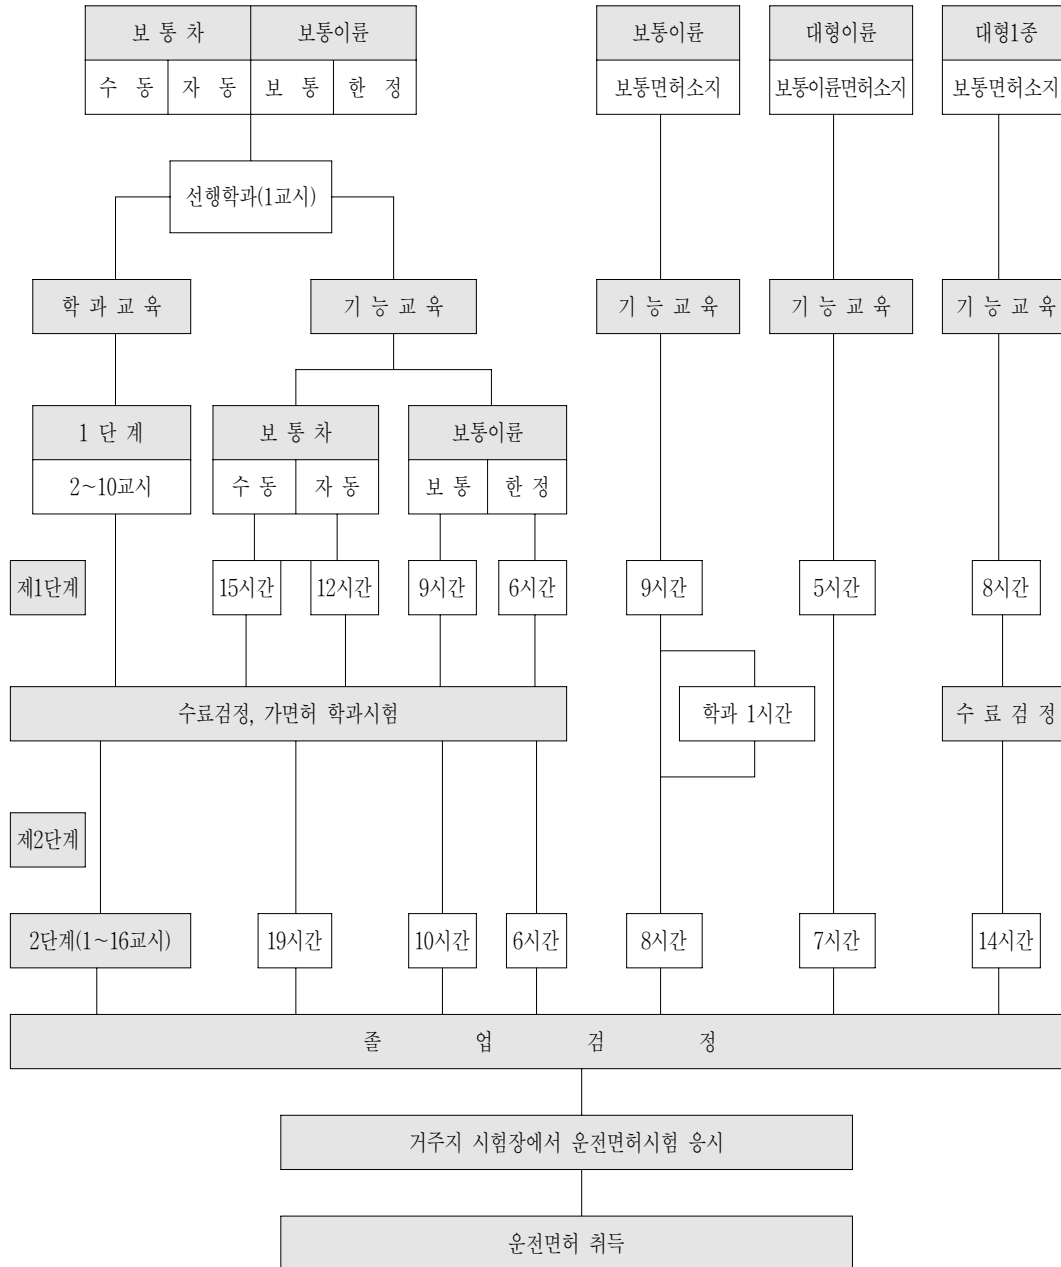 보 통 차 보통이륜 보통이륜 대형이륜 대형1종
수 동 자 동 보 통 한 정 보통면허소지 보통이륜면허소지 보통면허소지
선행학과(1교시)
학 과 교 육 기 능 교 육 기 능 교 육 기 능 교 육 기 능 교 육
1 단 계 보 통 차 보통이륜
2~10교시 수 동 자 동 보 통 한 정
제1단계 15시간 12시간 9시간 6시간 9시간 5시간 8시간
수료검정, 가면허 학과시험 학과 1시간 수 료 검 정
제2단계
2단계(1~16교시) 19시간 10시간 6시간 8시간 7시간 14시간
졸 업 검 정
거주지 시험장에서 운전면허시험 응시
운전면허 취득